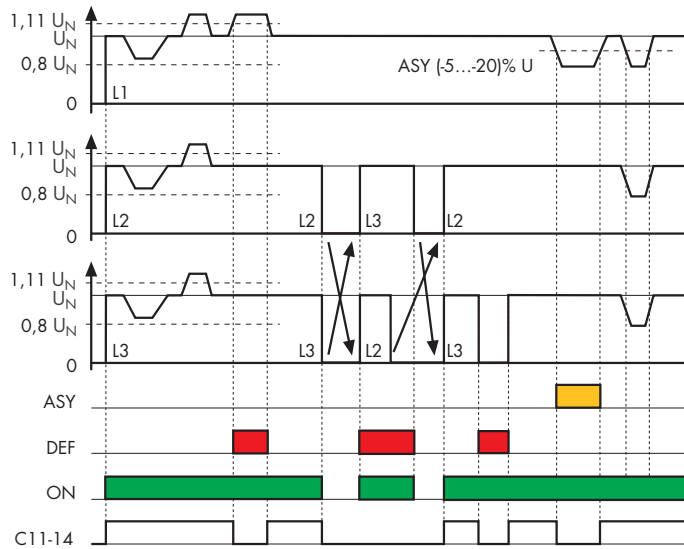 1,11 UN
UN
0,8 UN
0
L1
ASY (-5...-20)% U
1,11 UN
UN
0,8 UN
0
L2
L2
L3
L2
1,11 UN
UN
0,8 UN
0
L3
L3
L2
L3
ASY
DEF
ON
C11-14